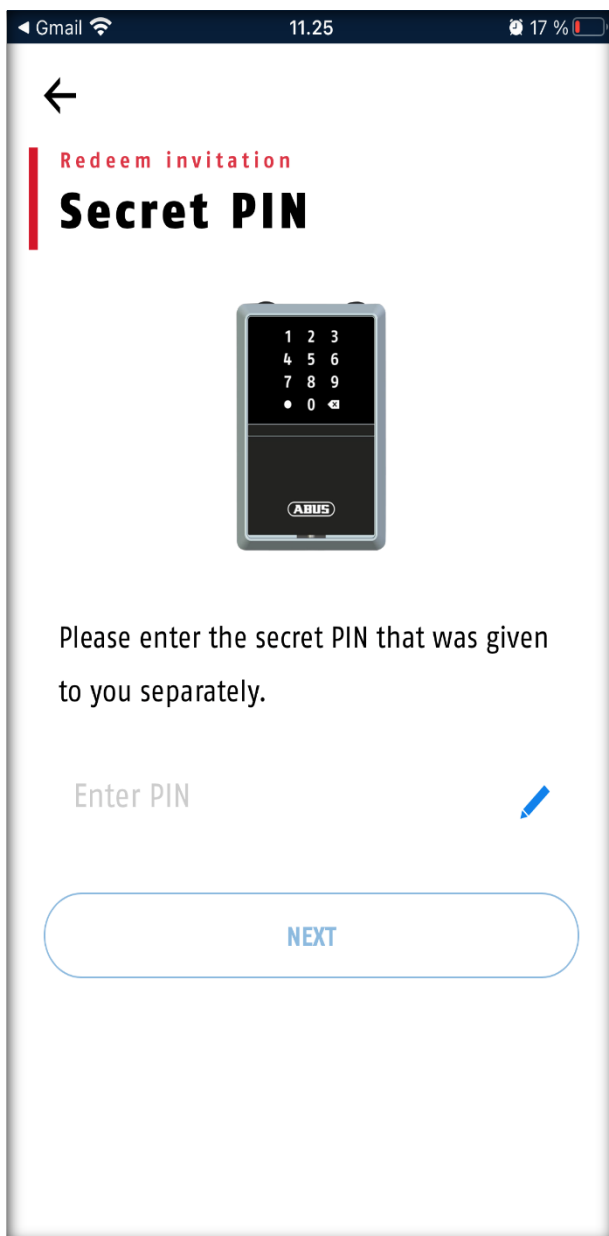 Gmail 11.25 17 %
Redeem invitation
Secret PIN
1 2 3
4 5 6
7 8 9
0
ABUS
Please enter the secret PIN that was given
to you separately.
Enter PIN
NEXT